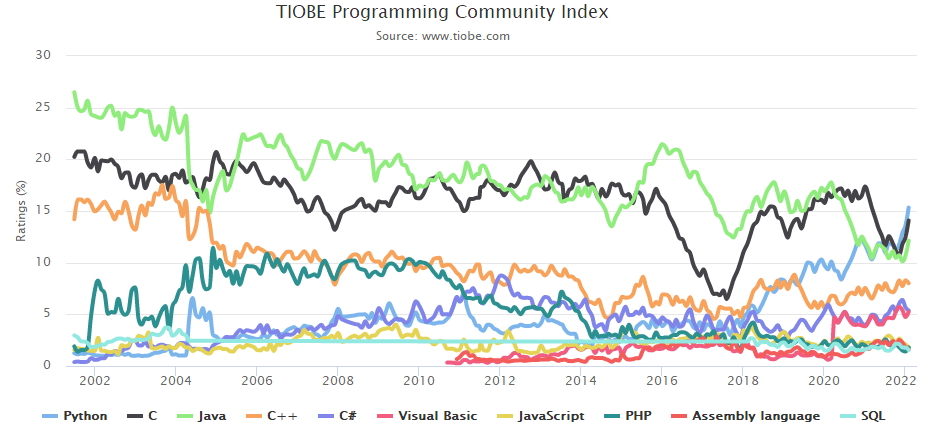 TIOBE Programming Community Index
Source: www.tiobe.com
Ratings (%)
30
25
20
15
10
5
0
2002 2004 2006 2008 2010 2012 2014 2016 2018 2020 2022
Python C Java C++ C# Visual Basic JavaScript PHP Assembly language SQL